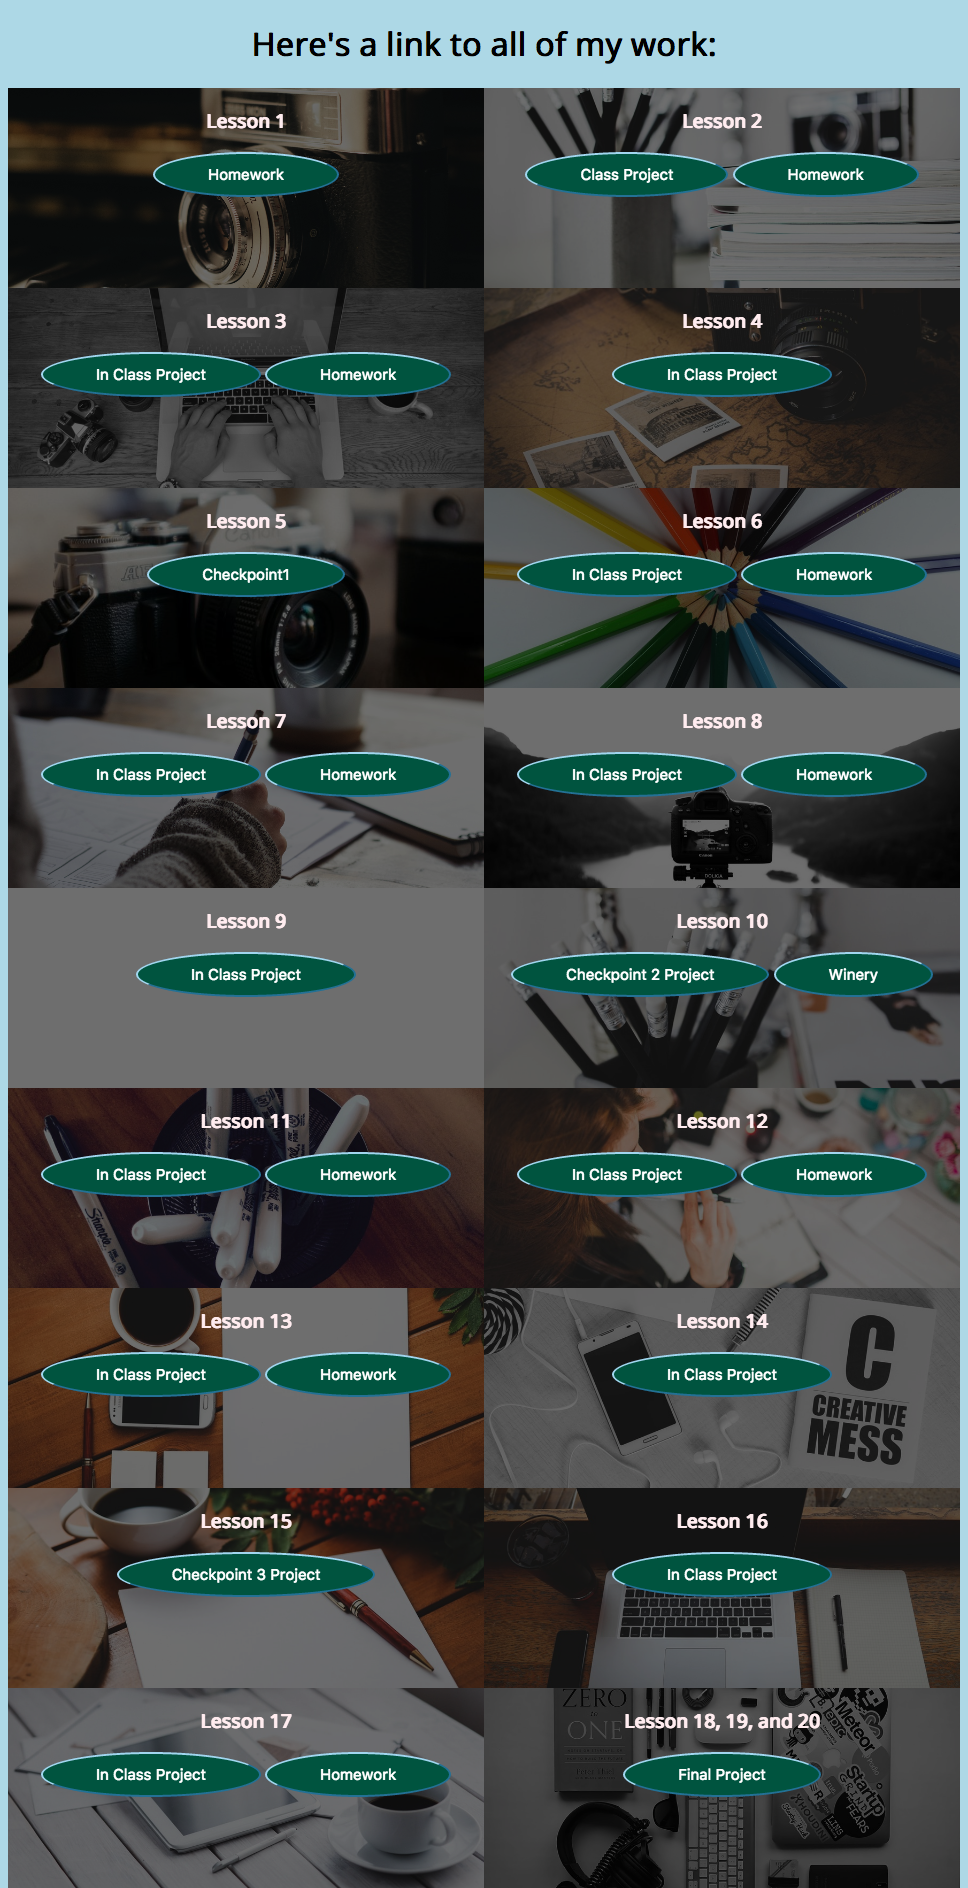 Here's a link to all of my work:
Lesson 1
Homework
Lesson 2
Class Project
Homework
Lesson 3
In Class Project
Homework
Lesson 4
In Class Project
Lesson 5
Checkpoint1
Lesson 6
In Class Project
Homework
Lesson 7
In Class Project
Homework
Lesson 8
In Class Project
Homework
Lesson 9
In Class Project
Lesson 10
Checkpoint 2 Project
Winery
Lesson 11
In Class Project
Homework
Sharpie
Lesson 12
In Class Project
Homework
Lesson 13
In Class Project
Homework
Lesson 14
In Class Project
C
CREATIVE
MESS
Lesson 15
Checkpoint 3 Project
Lesson 16
In Class Project
Lesson 17
In Class Project
Homework
Lesson 18, 19, and 20
Final Project
ZERO
to
ONE
Meteor
Startup
FEARS